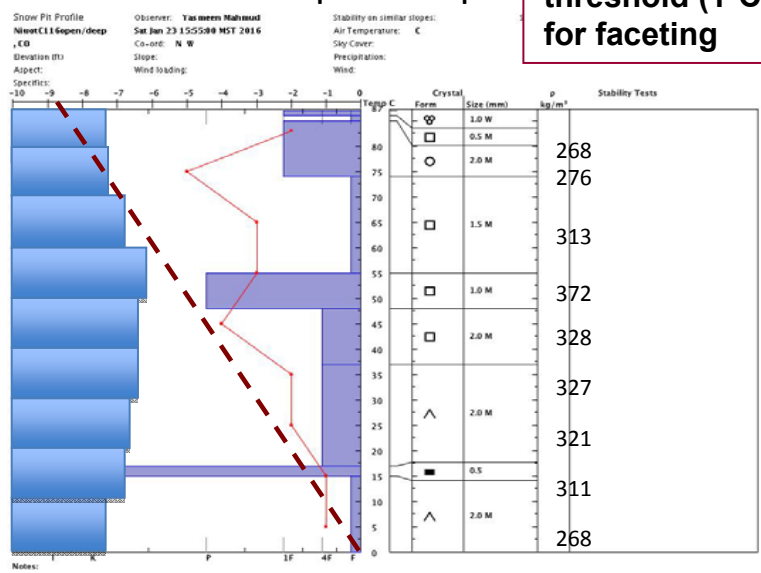 threshold (1 C
for faceting
Snow Pit Profile
Observer: Yasmeen Mahmud
Stability on similar slopes:
NiwotC116open/deep
Sat Jan 23 15:55:00 MST 2016
Air Temperature: C
, CO
Co-ord: N W
Sky Cover:
Elevation (ft)
Slope:
Precipitation:
Aspect:
Wind loading:
Wind:
Specifics:
-10 -9 -8 -7 -6 -5 -4 -3 -2 -1 0
Temp C
Crystal
Form Size (mm)
ρ
kg/m³
Stability Tests
87
1.0 W
0.5 M
80
2.0 M
268
75
276
70
65
1.5 M
313
60
55
50
1.0 M
372
45
2.0 M
328
40
35
327
30
2.0 M
25
321
20
15
0.5
311
10
5
2.0 M
268
0
I K P 1F 4F F
Notes: